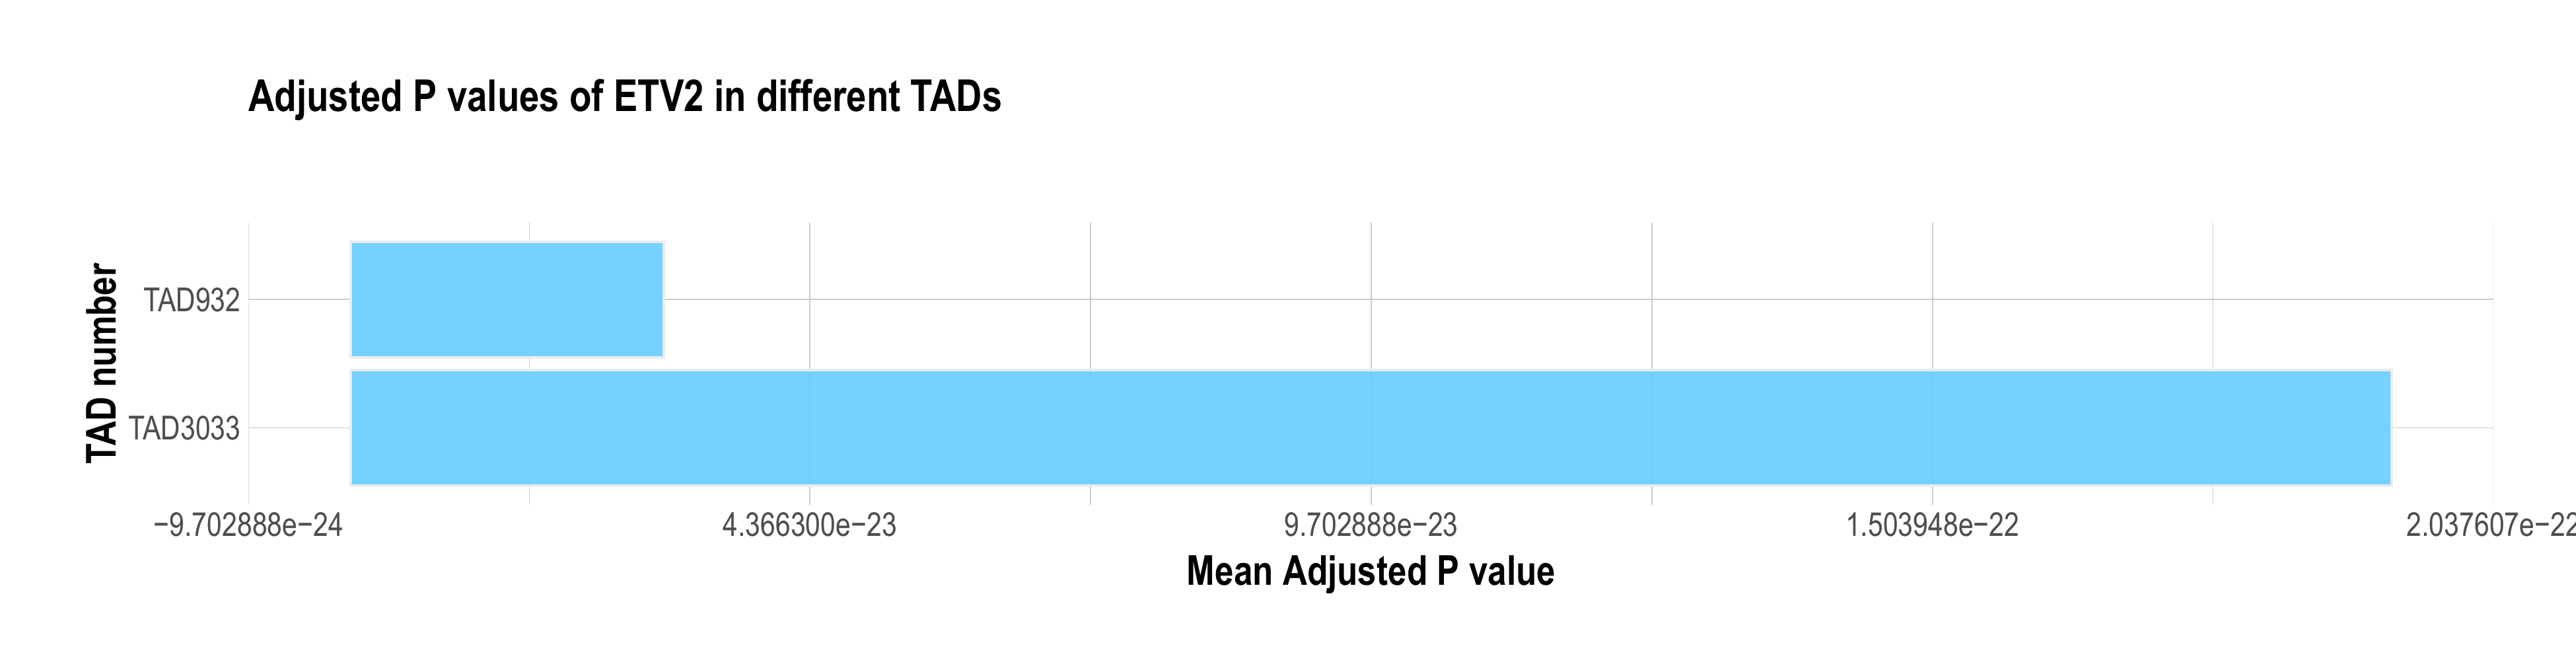 Adjusted P values of ETV2 in different TADs
TAD number
TAD932
TAD3033
−9.702888e−24 4.366300e−23 9.702888e−23 1.503948e−22 2.037607e−22
Mean Adjusted P value